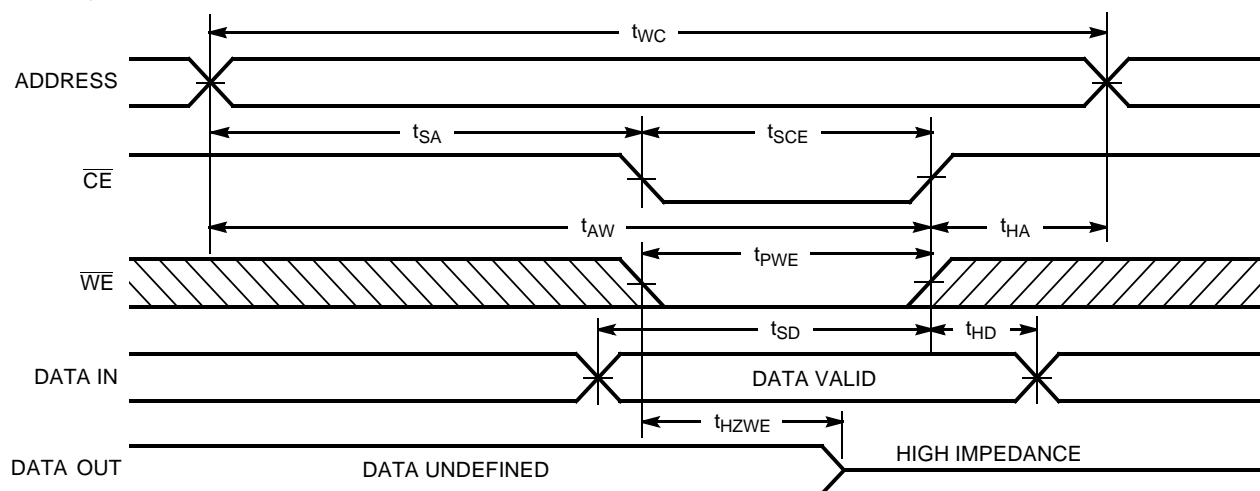 tWC
ADDRESS
tSA tSCE
CE
tAW tHA
tPWE
WE
tSD tHD
DATA IN DATA VALID
tHZWE
DATA OUT DATA UNDEFINED HIGH IMPEDANCE